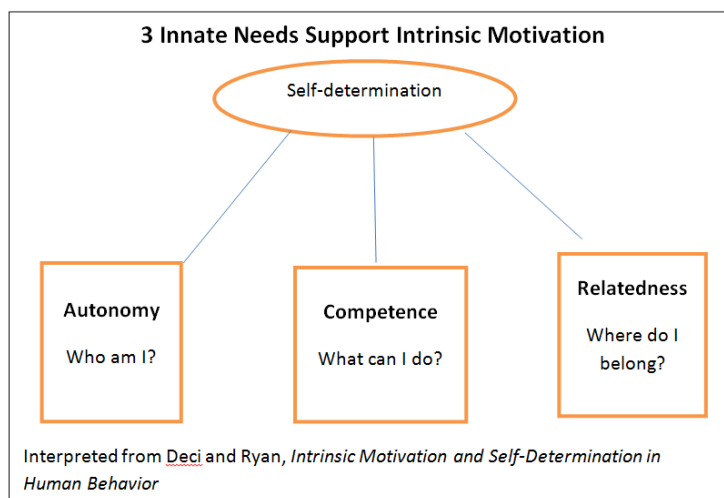 3 Innate Needs Support Intrinsic Motivation
Self-determination
Autonomy
Who am I?
Competence
What can I do?
Relatedness
Where do I
belong?
Interpreted from Deci and Ryan, Intrinsic Motivation and Self-Determination in
Human Behavior